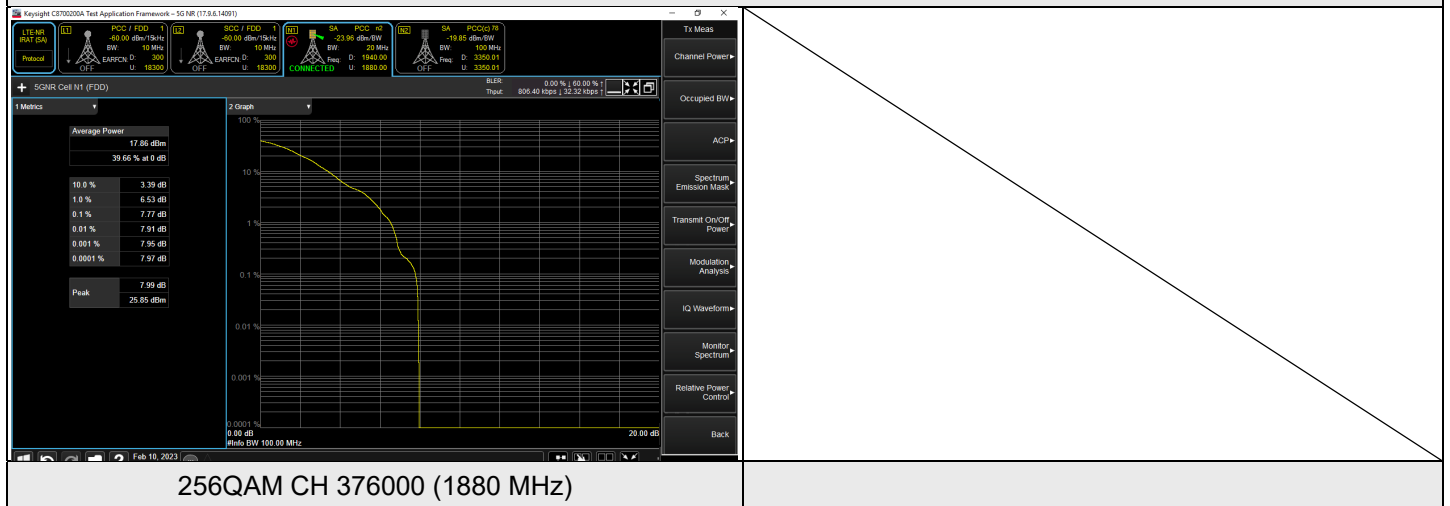 Keysight C8700200A Test Application Framework – 5G NR (17.9.6.14091)
LTE-NR
IRAT (SA)
Protocol
L1
PCC / FDD 1
-60.00 dBm/15kHz
BW: 10 MHz
EARFCN: D: 300
U: 18300
OFF
L2
SCC / FDD 1
-60.00 dBm/15kHz
BW: 10 MHz
EARFCN: D: 300
U: 18300
OFF
N1
SA PCC n2
-23.96 dBm/BW
BW: 20 MHz
Freq: D: 1940.00
U: 1880.00
CONNECTED
N2
SA PCC(c) 78
-19.85 dBm/BW
BW: 100 MHz
Freq: D: 3350.01
U: 3350.01
OFF
5GNR Cell N1 (FDD)
BLER: 0.00 % ↓ 60.00 % ↑
Thput: 806.40 kbps ↓ 32.32 kbps ↑
1 Metrics
Average Power
17.86 dBm
39.66 % at 0 dB
10.0 % 3.39 dB
1.0 % 6.53 dB
0.1 % 7.77 dB
0.01 % 7.91 dB
0.001 % 7.95 dB
0.0001 % 7.97 dB
Peak
7.99 dB
25.85 dBm
2 Graph
100 %
10 %
1 %
0.1 %
0.01 %
0.001 %
0.0001 %
0.00 dB 20.00 dB
#Info BW 100.00 MHz
Tx Meas
Channel Power
Occupied BW
ACP
Spectrum
Emission Mask
Transmit On/Off
Power
Modulation
Analysis
IQ Waveform
Monitor
Spectrum
Relative Power
Control
Back
Feb 10, 2023
256QAM CH 376000 (1880 MHz)